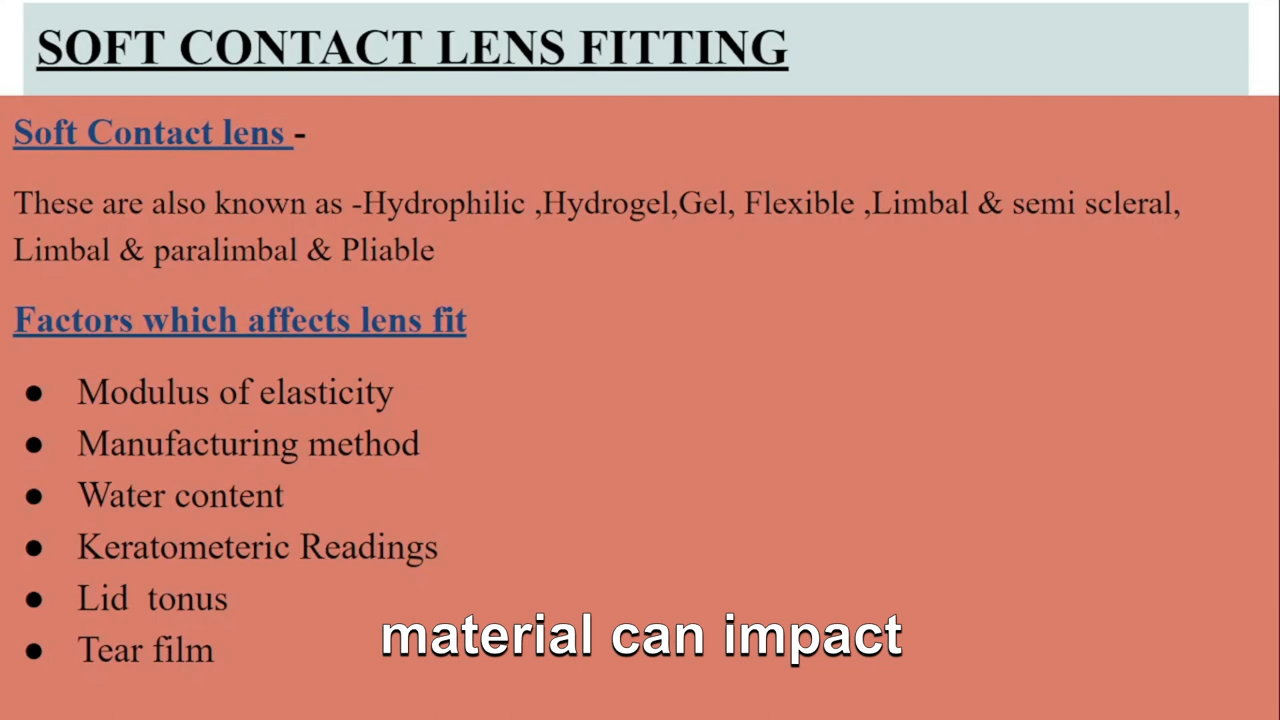 SOFT CONTACT LENS FITTING
Soft Contact lens -
These are also known as -Hydrophilic ,Hydrogel,Gel, Flexible ,Limbal & semi scleral,
Limbal & paralimbal & Pliable
Factors which affects lens fit
● Modulus of elasticity
● Manufacturing method
● Water content
● Keratometeric Readings
● Lid tonus
● Tear film
material can impact